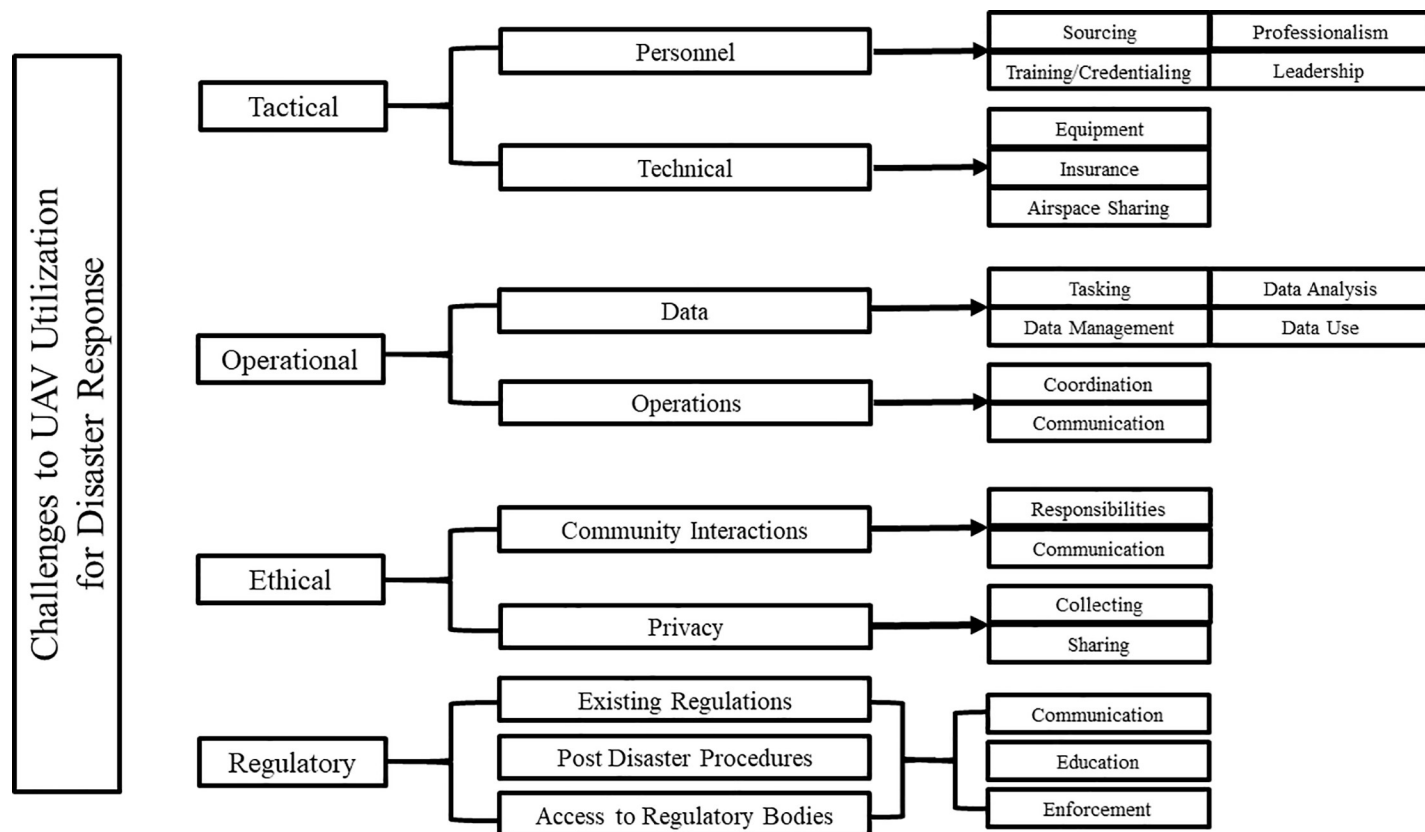 Challenges to UAV Utilization
for Disaster Response
Tactical
Personnel
Sourcing
Professionalism
Training/Credentialing
Leadership
Technical
Equipment
Insurance
Airspace Sharing
Operational
Data
Tasking
Data Analysis
Data Management
Data Use
Operations
Coordination
Communication
Ethical
Community Interactions
Responsibilities
Communication
Privacy
Collecting
Sharing
Regulatory
Existing Regulations
Post Disaster Procedures
Access to Regulatory Bodies
Communication
Education
Enforcement